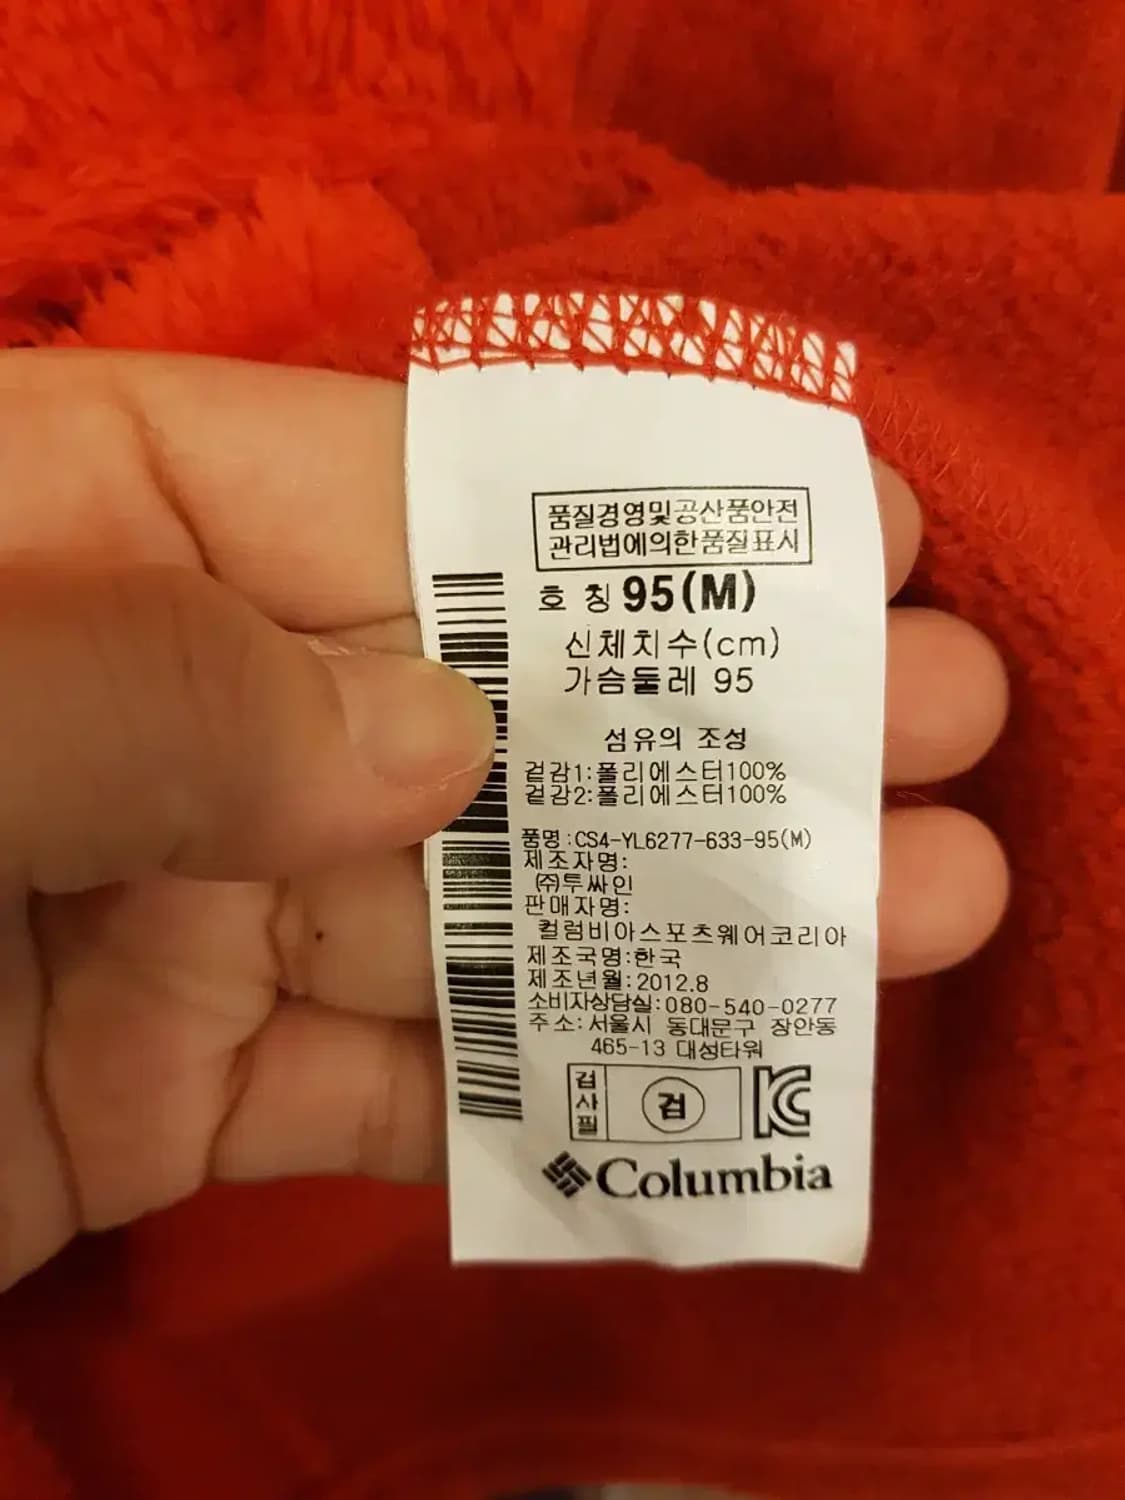 품질경영및공산품안전
관리법에의한품질표시
호 칭 95(M)
신체치수(cm)
가슴둘레 95
섬유의 조성
겉감1:폴리에스터100%
겉감2:폴리에스터100%
품명:CS4-YL6277-633-95(M)
제조자명:
㈜투싸인
판매자명:
컬럼비아스포츠웨어코리아
제조국명:한국
제조년월:2012.8
소비자상담실:080-540-0277
주소:서울시 동대문구 장안동
465-13 대성타워
검사필
검
KC
Columbia